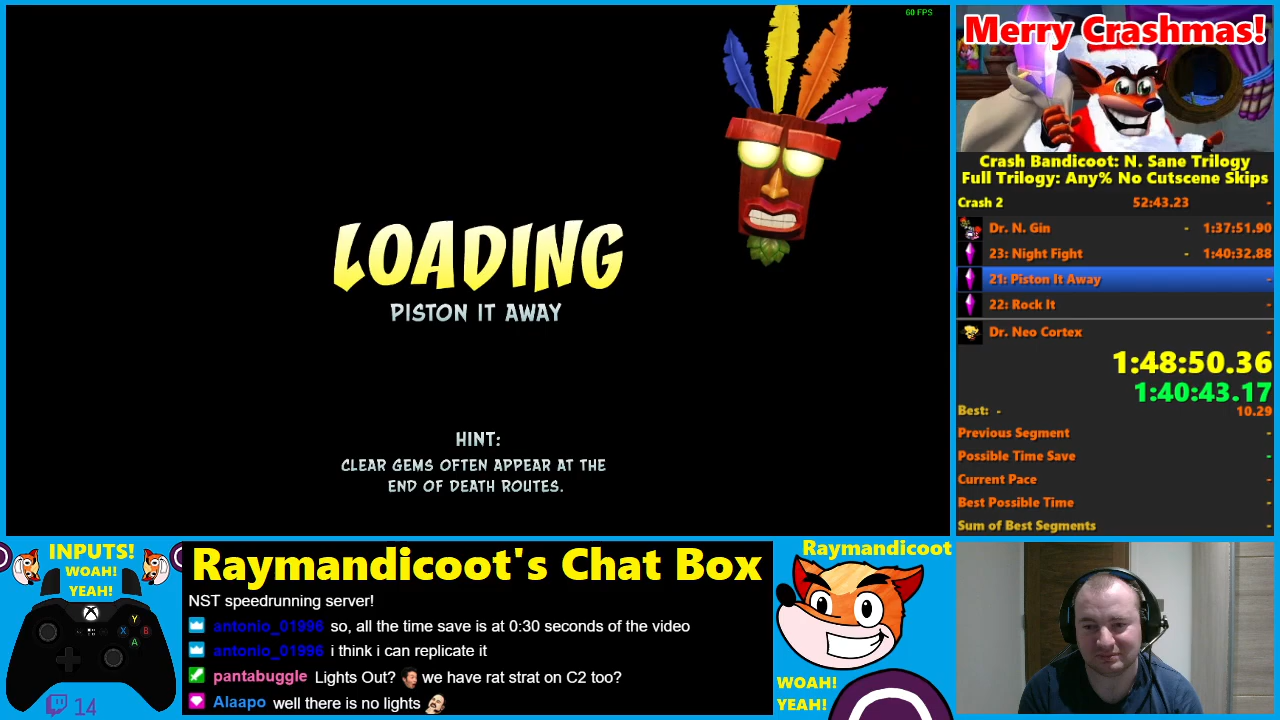 60 FPS
LOADING
PISTON IT AWAY
HINT:
CLEAR GEMS OFTEN APPEAR AT THE
END OF DEATH ROUTES.
Merry Crashmas!
Crash Bandicoot: N. Sane Trilogy
Full Trilogy: Any% No Cutscene Skips
Crash 2 52:43.23 -
Dr. N. Gin - 1:37:51.90
23: Night Fight - 1:40:32.88
21: Piston It Away -
22: Rock It -
Dr. Neo Cortex -
1:48:50.36
1:40:43.17
Best: - 10.29
Previous Segment -
Possible Time Save -
Current Pace -
Best Possible Time -
Sum of Best Segments -
INPUTS!
WOAH!
YEAH!
Y
X B
A
14
Raymandicoot's Chat Box
NST speedrunning server!
antonio_01996 so, all the time save is at 0:30 seconds of the video
antonio_01996 i think i can replicate it
pantabuggle Lights Out? we have rat strat on C2 too?
Alaapo well there is no lights
Raymandicoot
WOAH!
YEAH!